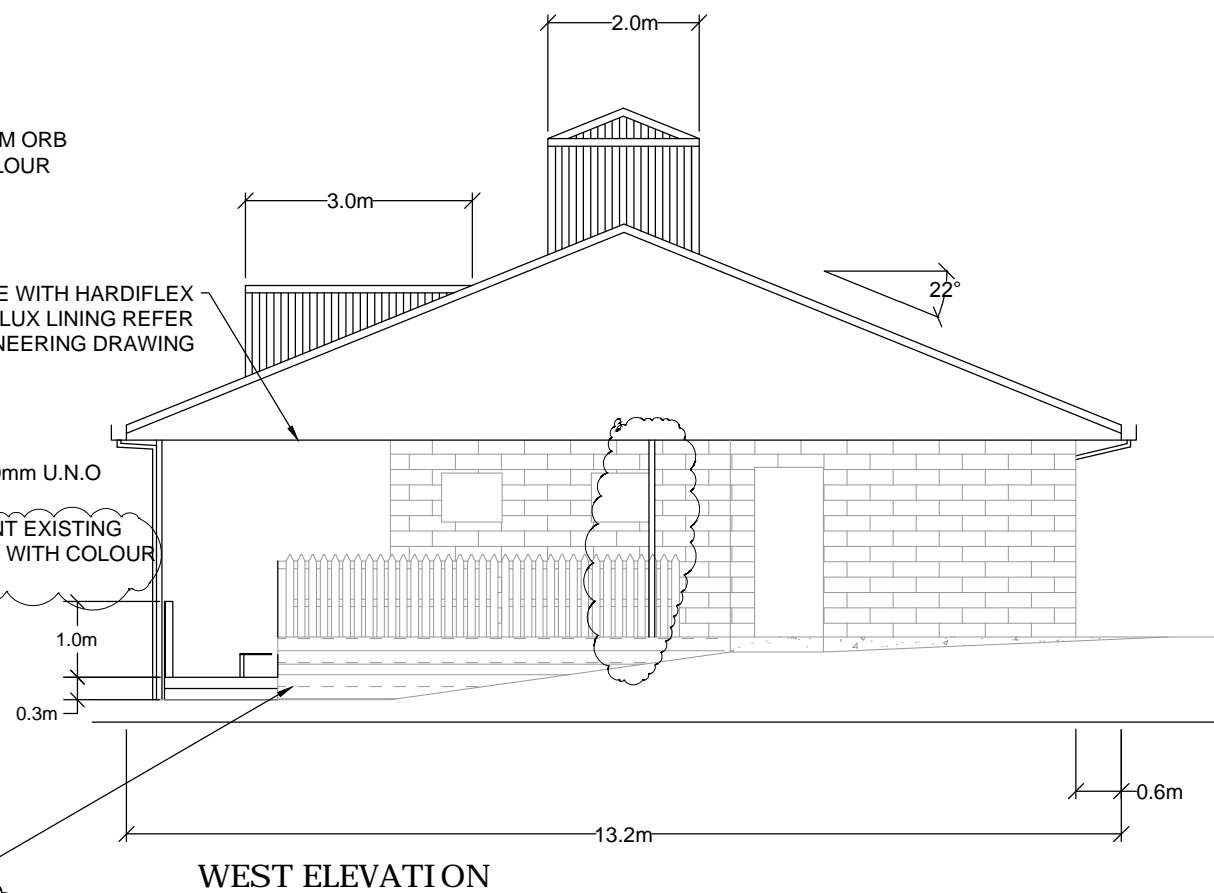 2.0m
M ORB
LOUR
3.0m
E WITH HARDIFLEX
LUX LINING REFER
NEERING DRAWING
22°
mm U.N.O
NT EXISTING
WITH COLOUR
1.0m
0.3m
0.6m
13.2m
WEST ELEVATION